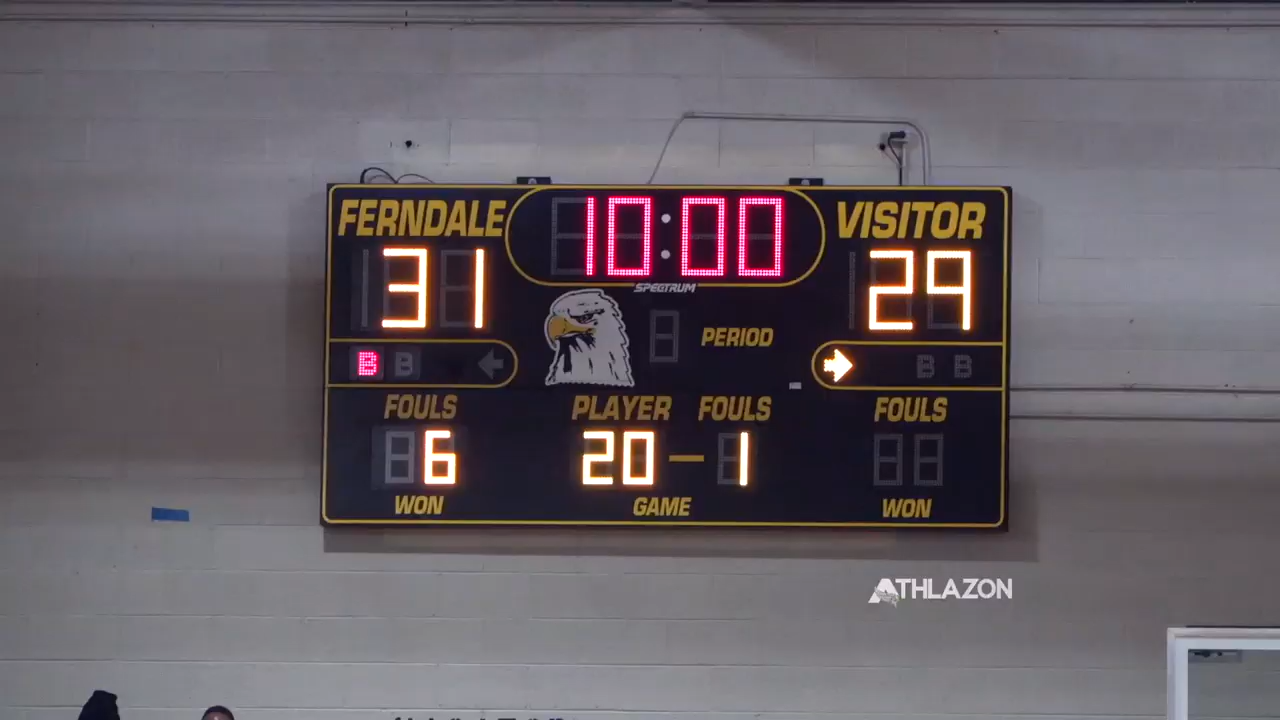 FERNDALE 10:00 VISITOR
31 29
SPECTRUM
PERIOD
B B B B
FOULS PLAYER FOULS FOULS
6 20 — 1
WON GAME WON
ATHLAZON